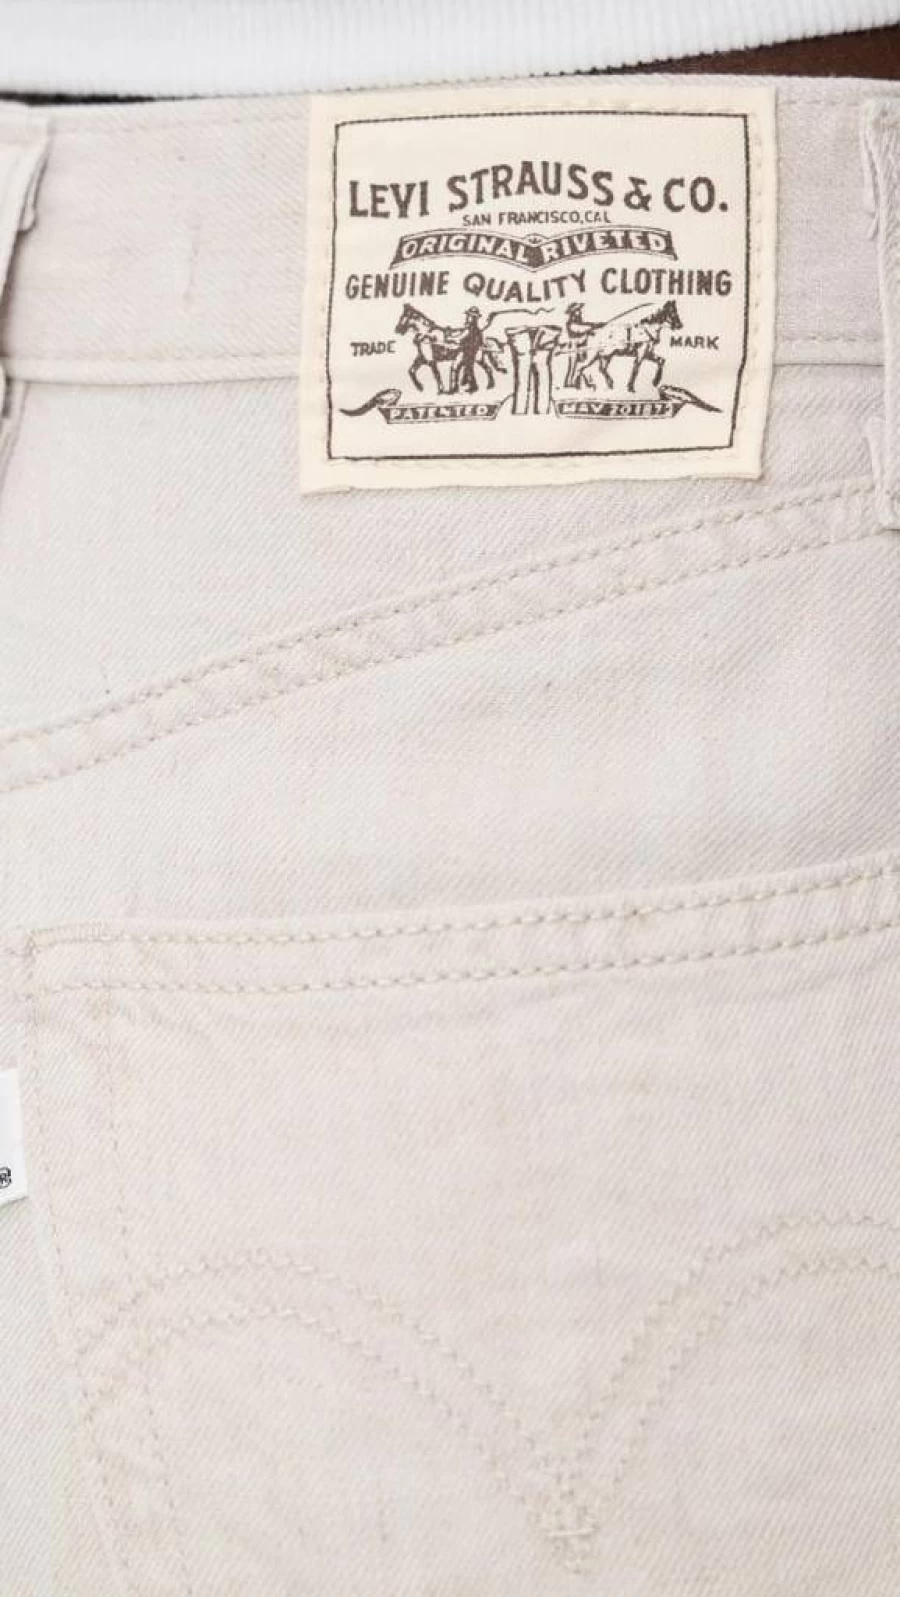 LEVI STRAUSS & CO.
SAN FRANCISCO, CAL
ORIGINAL RIVETED
GENUINE QUALITY CLOTHING
TRADE MARK
PATENTED MAY 20 1873
®